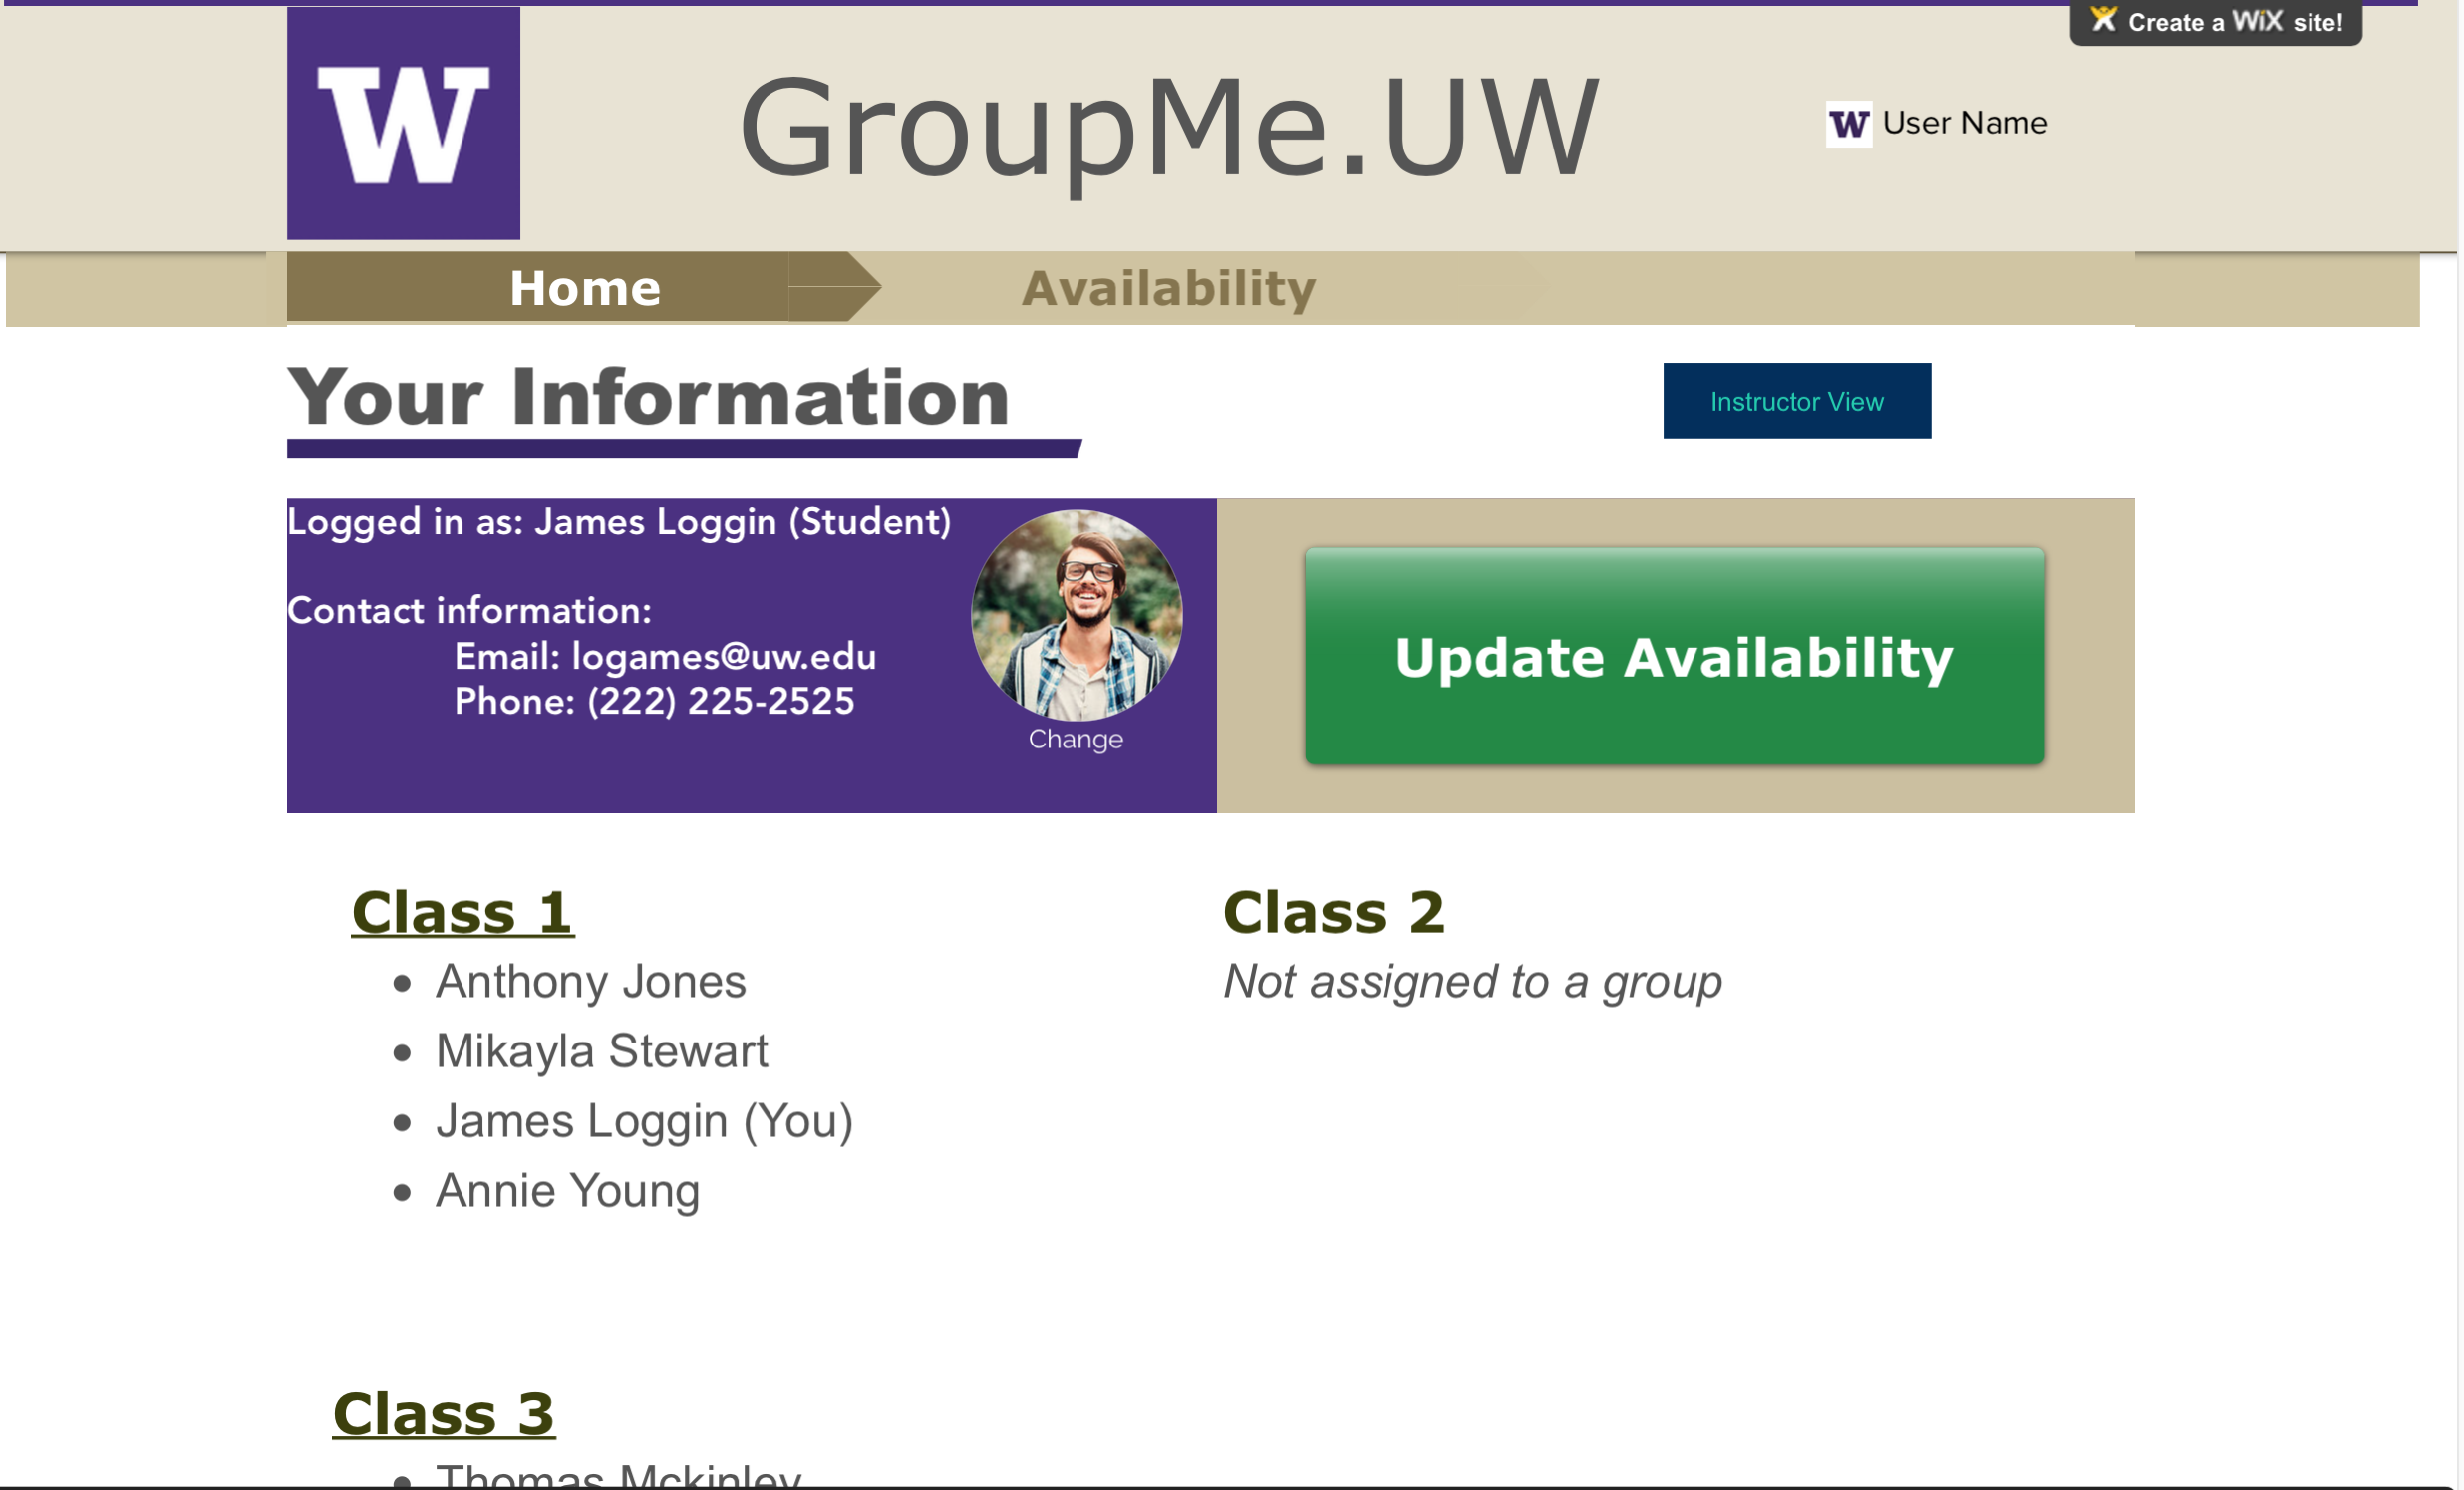 Create a WiX site!
W
GroupMe.UW
W User Name
Home
Availability
Your Information
Instructor View
Logged in as: James Loggin (Student)
Contact information:
Email: logames@uw.edu
Phone: (222) 225-2525
Change
Update Availability
Class 1
• Anthony Jones
• Mikayla Stewart
• James Loggin (You)
• Annie Young
Class 2
Not assigned to a group
Class 3
• Thomas Mckinley